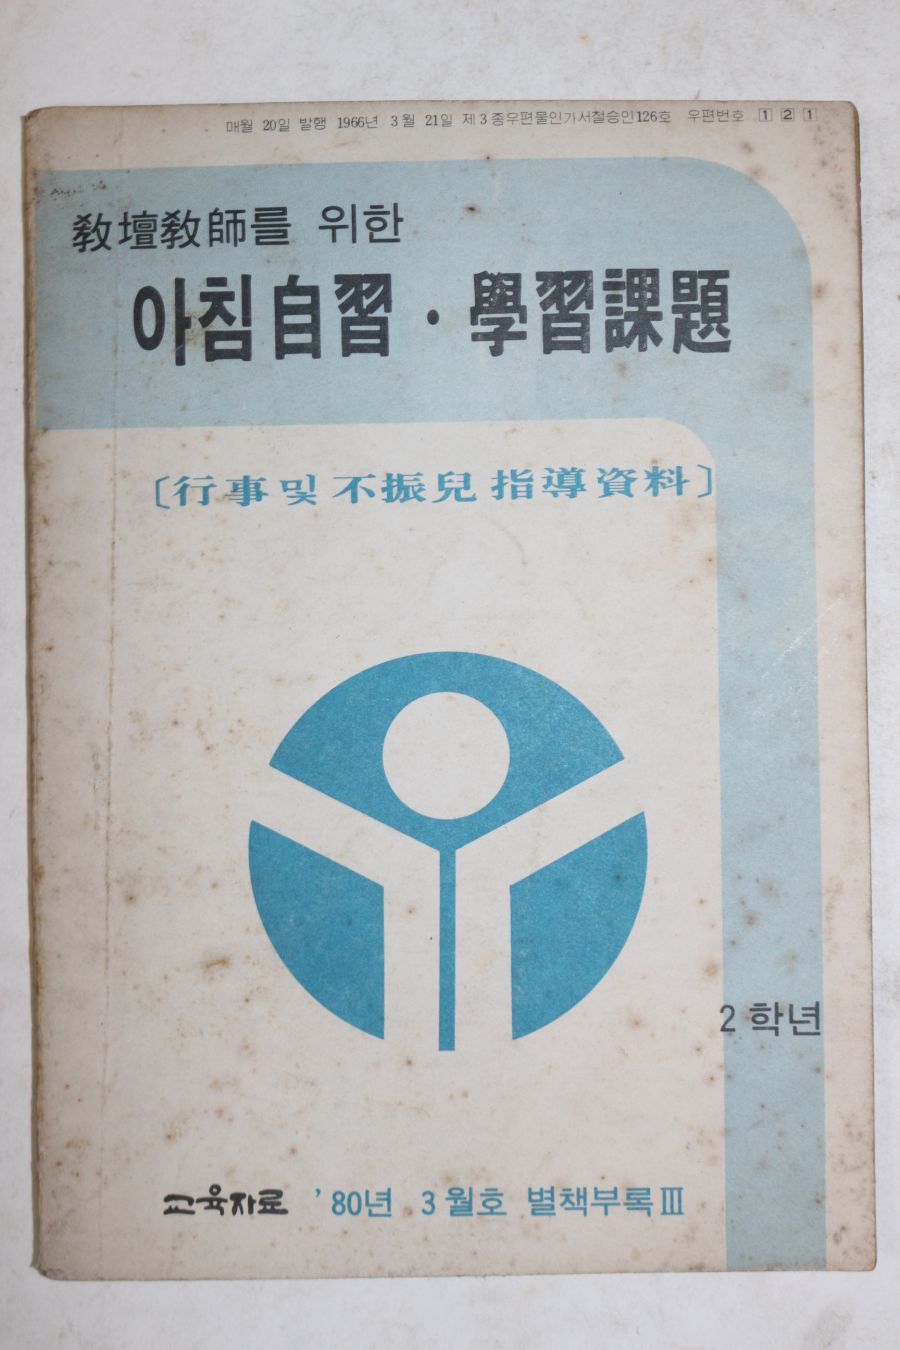 매월 20일 발행 1966년 3월 21일 제3종우편물인가서철승인126호 우편번호 1 2 1
教壇教師를 위한
아침自習·學習課題
〔行事및 不振兒 指導資料〕
2학년
교육자료 '80년 3월호 별책부록Ⅲ